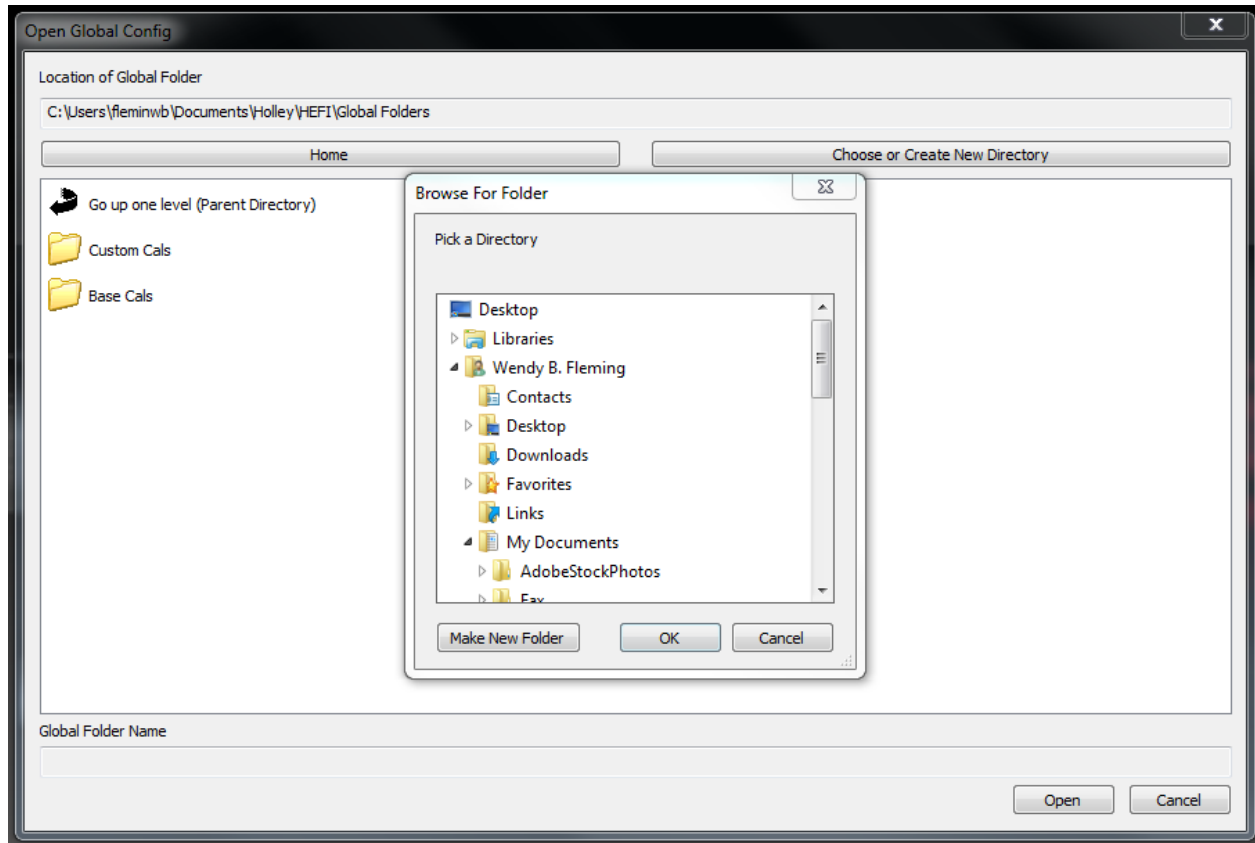 Open Global Config
Location of Global Folder
C:\Users\fleminwb\Documents\Holley\HEFI\Global Folders
Home
Choose or Create New Directory
Go up one level (Parent Directory)
Custom Cals
Base Cals
Browse For Folder
Pick a Directory
Desktop
Libraries
Wendy B. Fleming
Contacts
Desktop
Downloads
Favorites
Links
My Documents
AdobeStockPhotos
Fax
Make New Folder
OK
Cancel
Global Folder Name
Open
Cancel